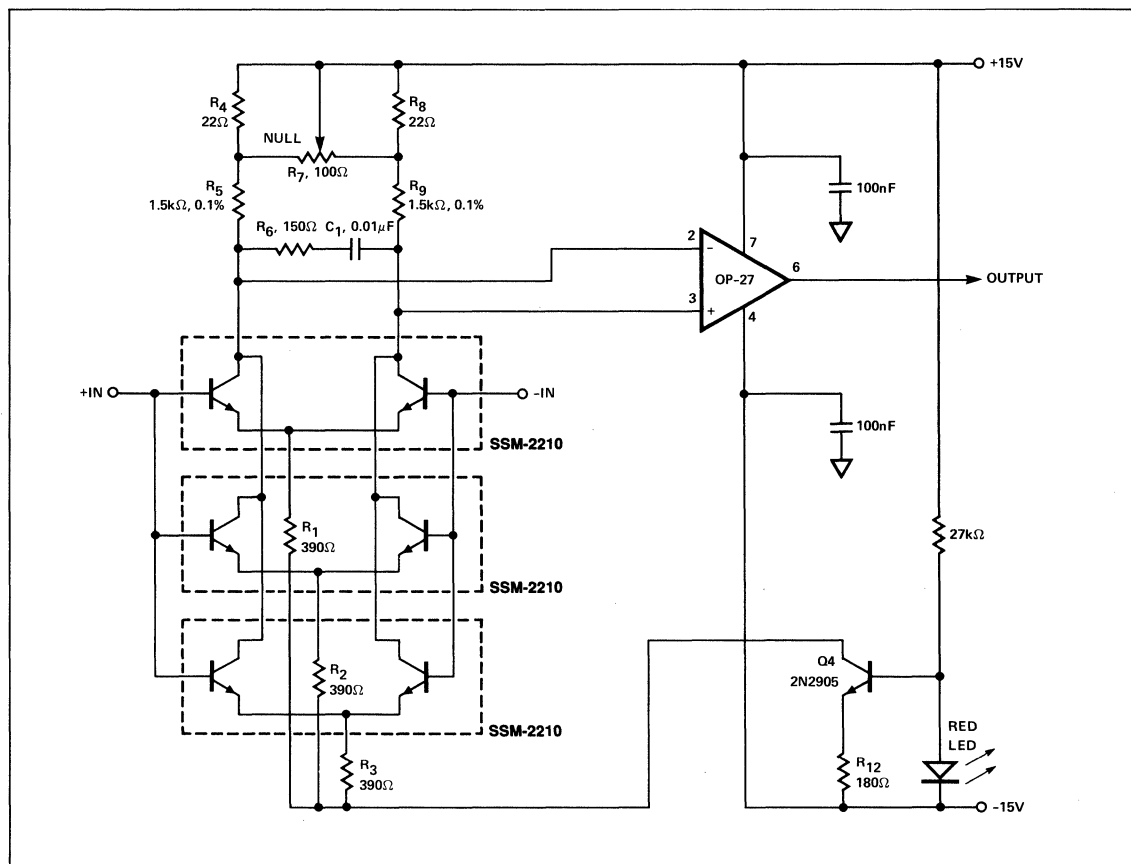 +15V
R4
22Ω
R8
22Ω
NULL
R7, 100Ω
R5
1.5kΩ, 0.1%
R9
1.5kΩ, 0.1%
R6, 150Ω
C1, 0.01μF
100nF
2
−
7
OP–27
6
OUTPUT
3
+
4
+IN
–IN
SSM-2210
100nF
R1
390Ω
SSM-2210
27kΩ
R2
390Ω
SSM-2210
Q4
2N2905
RED
LED
R3
390Ω
R12
180Ω
–15V